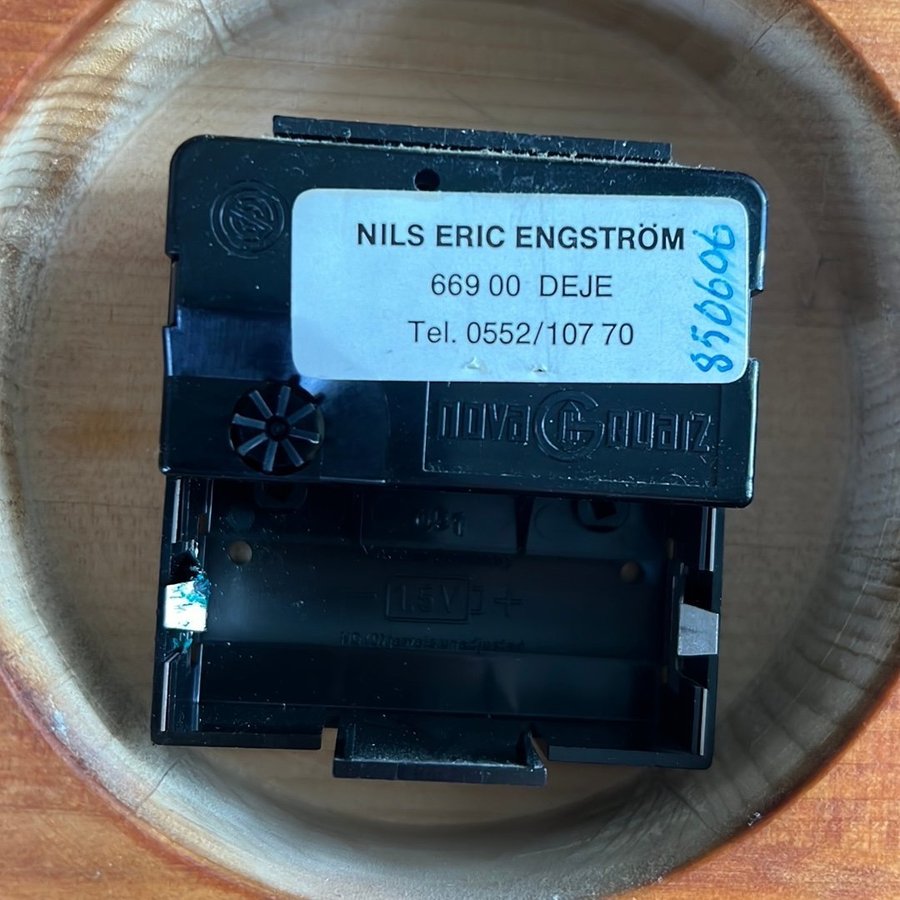 NILS ERIC ENGSTRÖM
669 00 DEJE
Tel. 0552/107 70
850606
nova quarz
- 1.5V +